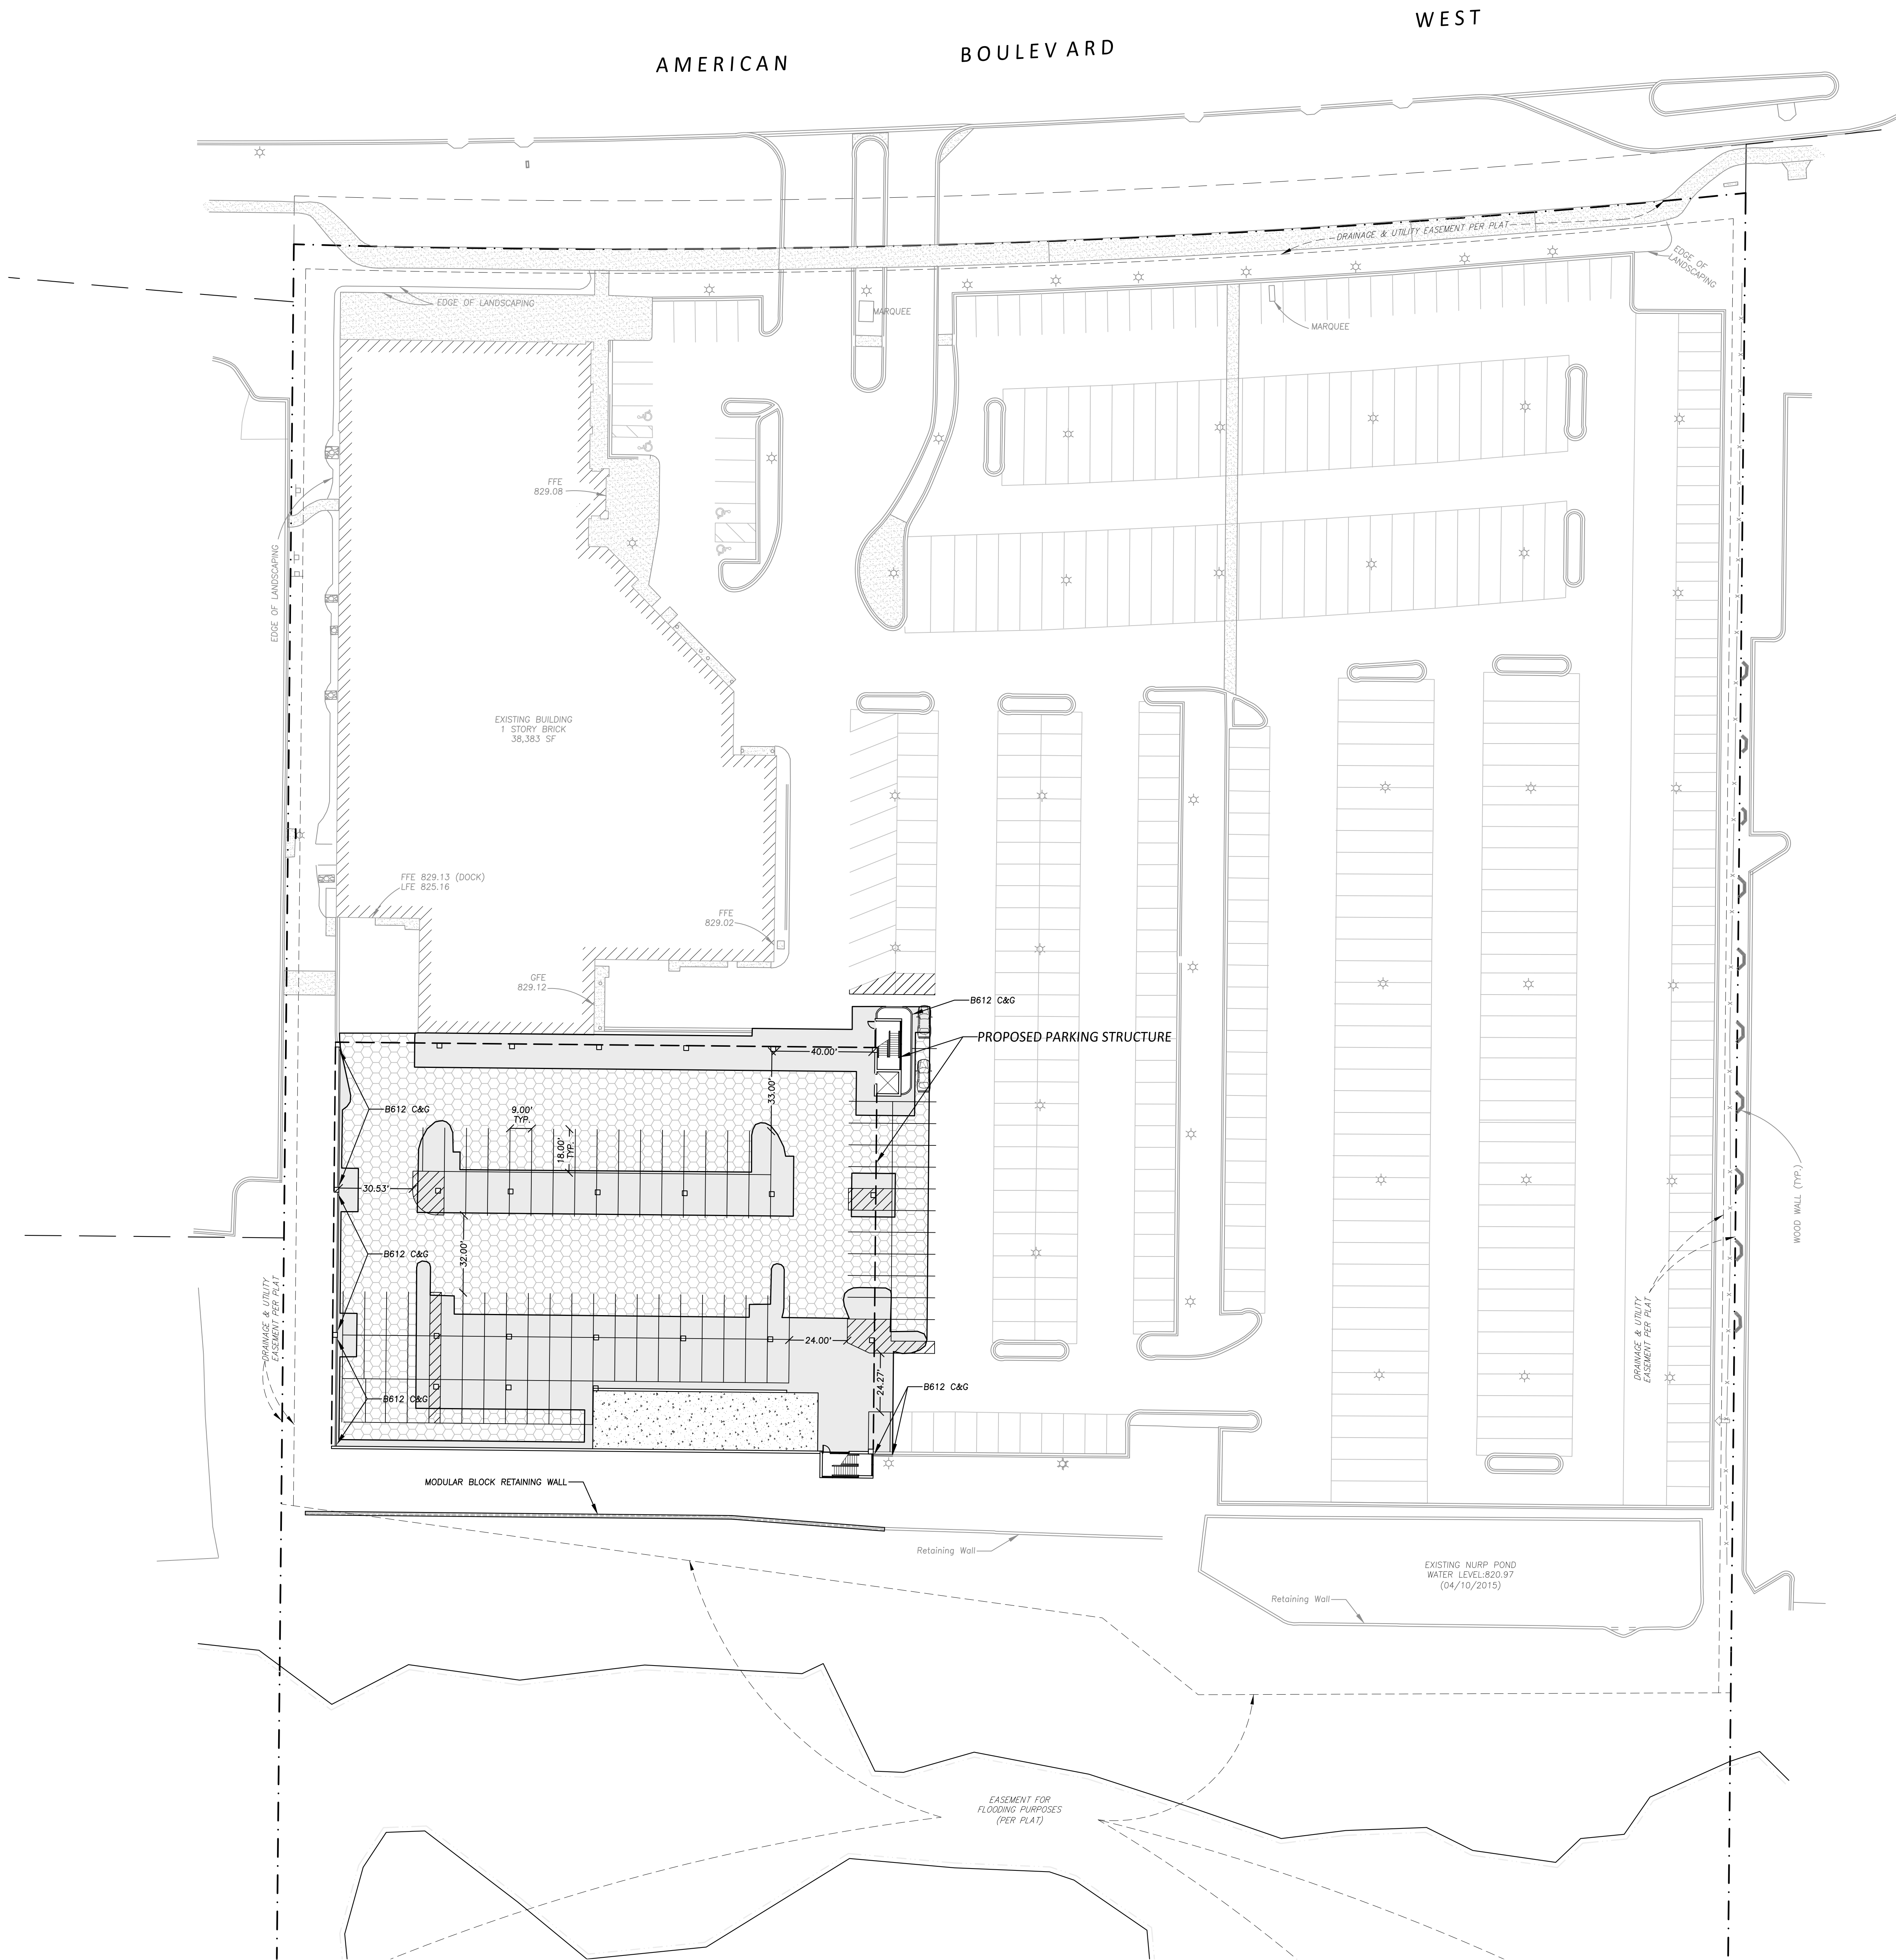 AMERICAN BOULEVARD WEST
DRAINAGE & UTILITY EASEMENT PER PLAT
EDGE OF
LANDSCAPING
EDGE OF LANDSCAPING
MARQUEE
MARQUEE
FFE
829.08
EDGE OF LANDSCAPING
EXISTING BUILDING
1 STORY BRICK
38,383 SF
FFE 829.13 (DOCK)
LFE 825.16
FFE
829.02
GFE
829.12
B612 C&G
PROPOSED PARKING STRUCTURE
40.00'
33.00'
B612 C&G
9.00'
TYP.
18.00'
TYP.
30.53'
WOOD WALL (TYP.)
32.00'
B612 C&G
DRAINAGE & UTILITY
EASEMENT PER PLAT
DRAINAGE & UTILITY
EASEMENT PER PLAT
24.00'
24.27'
B612 C&G
B612 C&G
MODULAR BLOCK RETAINING WALL
Retaining Wall
EXISTING NURP POND
WATER LEVEL:820.97
(04/10/2015)
Retaining Wall
EASEMENT FOR
FLOODING PURPOSES
(PER PLAT)